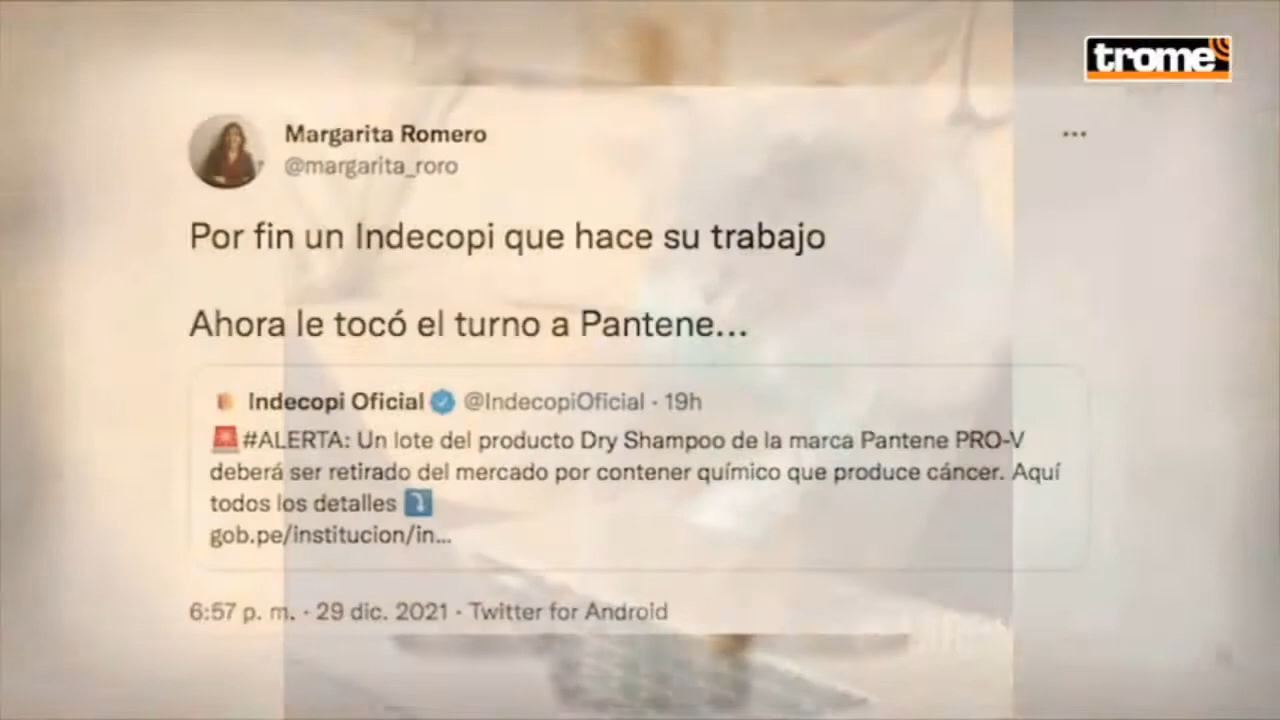 trome
Margarita Romero
@margarita_roro
...
Por fin un Indecopi que hace su trabajo
Ahora le tocó el turno a Pantene...
Indecopi Oficial @IndecopiOficial · 19h
🚨#ALERTA: Un lote del producto Dry Shampoo de la marca Pantene PRO-V
deberá ser retirado del mercado por contener químico que produce cáncer. Aquí
todos los detalles ⤵️
gob.pe/institucion/in...
6:57 p. m. · 29 dic. 2021 · Twitter for Android